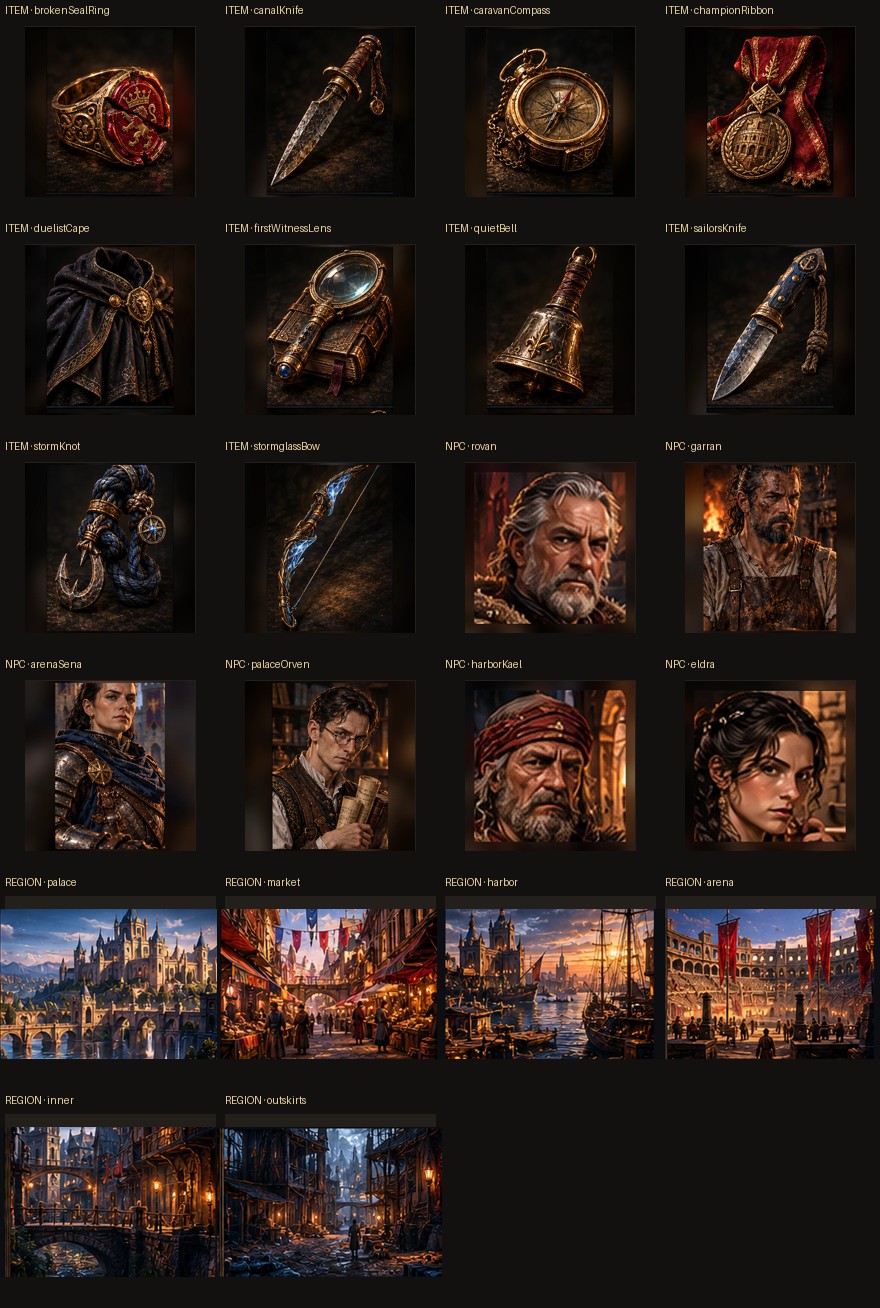 ITEM·brokenSealRing
ITEM·canalKnife
ITEM·caravanCompass
ITEM·championRibbon
ITEM·duelistCape
ITEM·firstWitnessLens
ITEM·quietBell
ITEM·sailorsKnife
ITEM·stormKnot
ITEM·stormglassBow
NPC·rovan
NPC·garran
NPC·arenaSena
NPC·palaceOrven
NPC·harborKael
NPC·eldra
REGION·palace
REGION·market
REGION·harbor
REGION·arena
REGION·inner
REGION·outskirts